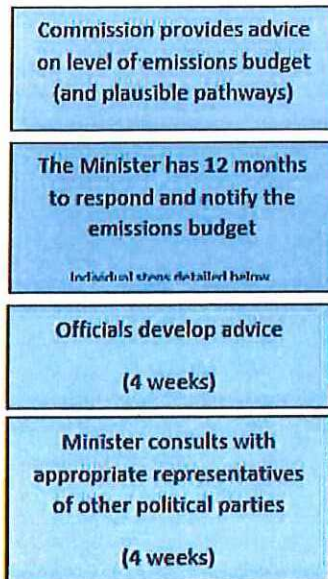 Commission provides advice
on level of emissions budget
(and plausible pathways)
The Minister has 12 months
to respond and notify the
emissions budget
Individual steps detailed below
Officials develop advice
(4 weeks)
Minister consults with
appropriate representatives
of other political parties
(4 weeks)